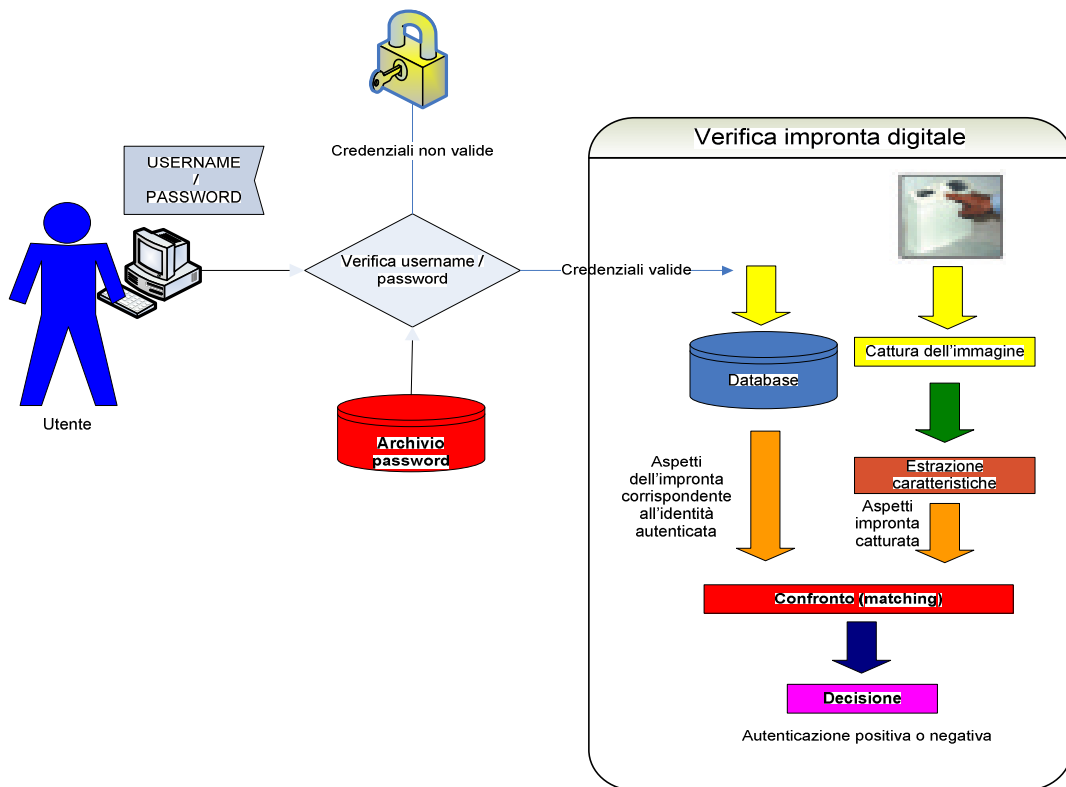 Credenziali non valide
Verifica impronta digitale
USERNAME
/
PASSWORD
Verifica username /
password
Credenziali valide
Utente
Archivio
password
Database
Cattura dell'immagine
Aspetti
dell'impronta
corrispondente
all'identità
autenticata
Estrazione
caratteristiche
Aspetti
impronta
catturata
Confronto (matching)
Decisione
Autenticazione positiva o negativa